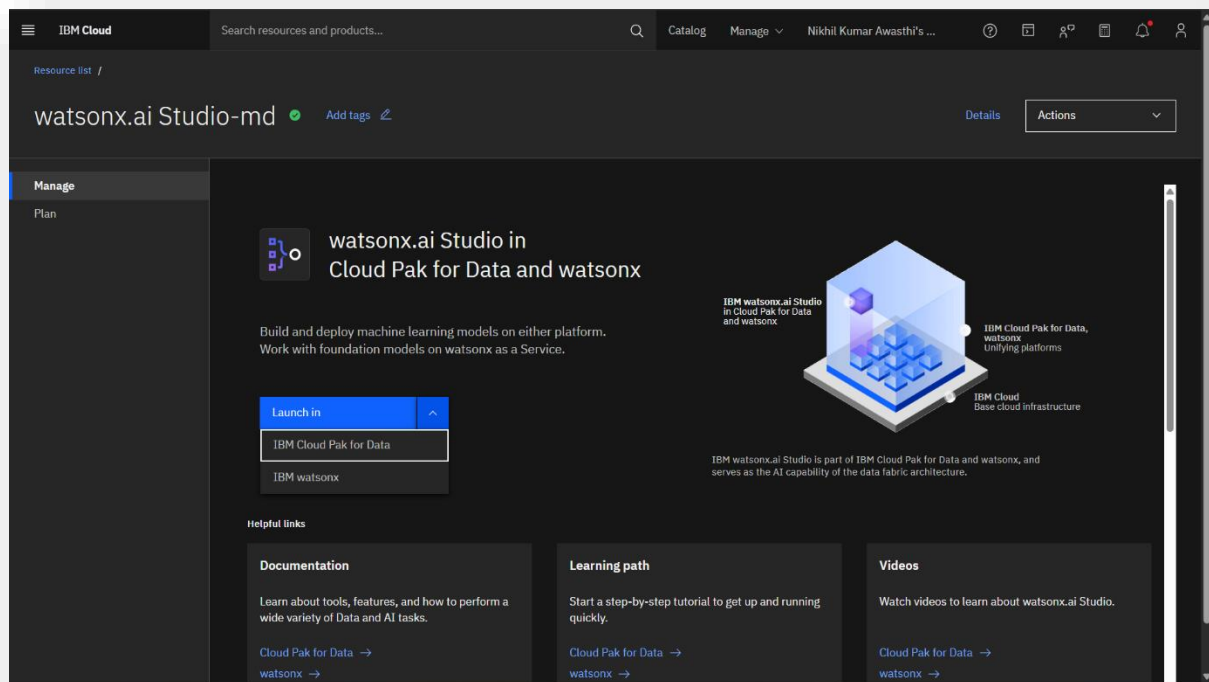 IBM Cloud
Search resources and products...
Catalog
Manage
Nikhil Kumar Awasthi's ...
Resource list /
watsonx.ai Studio-md
Add tags
Details
Actions
Manage
Plan
watsonx.ai Studio in
Cloud Pak for Data and watsonx
Build and deploy machine learning models on either platform.
Work with foundation models on watsonx as a Service.
Launch in
IBM Cloud Pak for Data
IBM watsonx
IBM watsonx.ai Studio
in Cloud Pak for Data
and watsonx
IBM Cloud Pak for Data,
watsonx
Unifying platforms
IBM Cloud
Base cloud infrastructure
IBM watsonx.ai Studio is part of IBM Cloud Pak for Data and watsonx, and
serves as the AI capability of the data fabric architecture.
Helpful links
Documentation
Learn about tools, features, and how to perform a
wide variety of Data and AI tasks.
Cloud Pak for Data →
watsonx →
Learning path
Start a step-by-step tutorial to get up and running
quickly.
Cloud Pak for Data →
watsonx →
Videos
Watch videos to learn about watsonx.ai Studio.
Cloud Pak for Data →
watsonx →